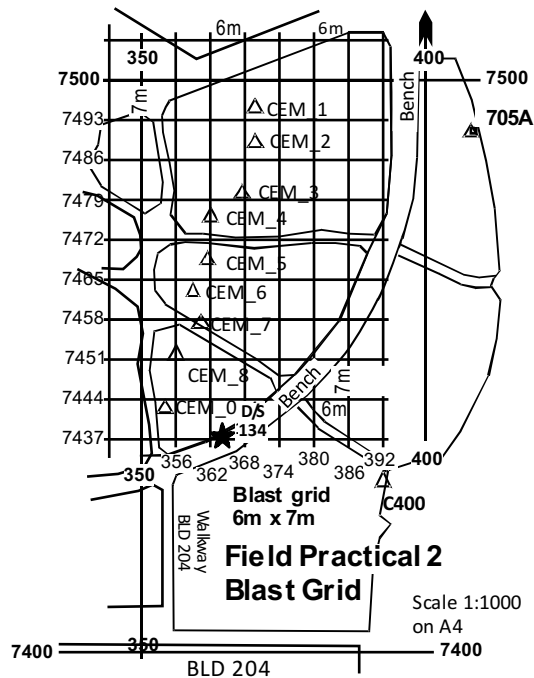 6m
6m
350
400
7500
7500
7m
Bench
7493
CEM_1
705A
CEM_2
7486
7479
CEM_3
CEM_4
7472
CEM_5
7465
CEM_6
7458
CEM_7
7451
CEM_8
7m
Bench
7444
CEM_0
D/S
134
6m
7437
350
356
362
368
374
380
386
392
400
C400
Blast grid
6m x 7m
Walkway
BLD 204
Field Practical 2
Blast Grid
Scale 1:1000
on A4
350
7400
7400
BLD 204